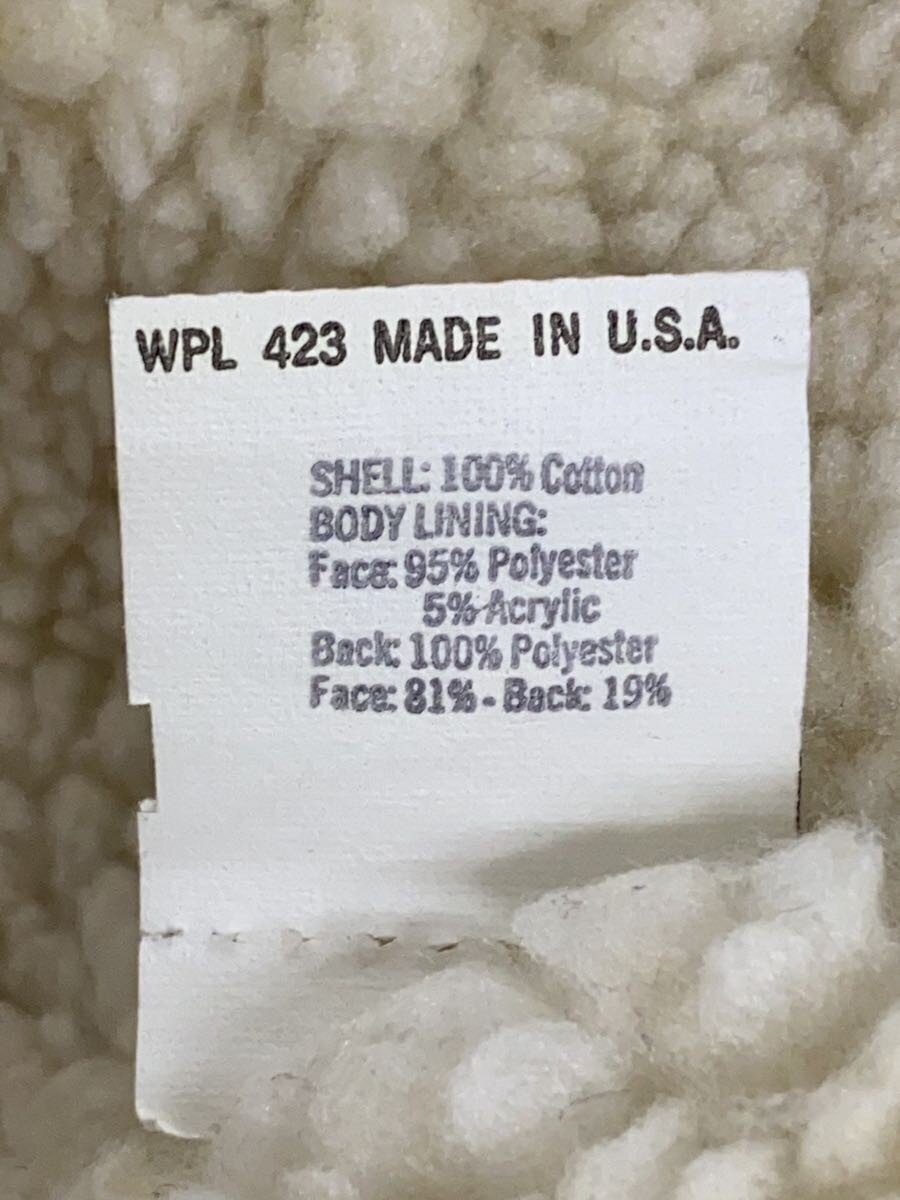 WPL 423 MADE IN U.S.A.
SHELL: 100% Cotton
BODY LINING:
Face: 95% Polyester
5% Acrylic
Back: 100% Polyester
Face: 81% - Back: 19%